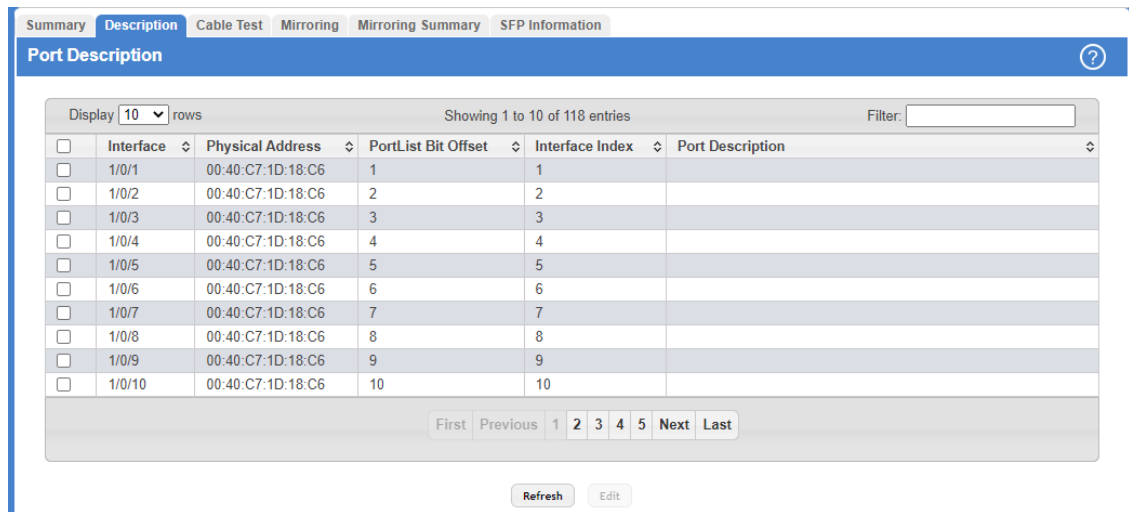 Summary Description Cable Test Mirroring Mirroring Summary SFP Information
Port Description ?
Display 10 rows Showing 1 to 10 of 118 entries Filter:
Interface Physical Address PortList Bit Offset Interface Index Port Description
1/0/1 00:40:C7:1D:18:C6 1 1
1/0/2 00:40:C7:1D:18:C6 2 2
1/0/3 00:40:C7:1D:18:C6 3 3
1/0/4 00:40:C7:1D:18:C6 4 4
1/0/5 00:40:C7:1D:18:C6 5 5
1/0/6 00:40:C7:1D:18:C6 6 6
1/0/7 00:40:C7:1D:18:C6 7 7
1/0/8 00:40:C7:1D:18:C6 8 8
1/0/9 00:40:C7:1D:18:C6 9 9
1/0/10 00:40:C7:1D:18:C6 10 10
First Previous 1 2 3 4 5 Next Last
Refresh Edit